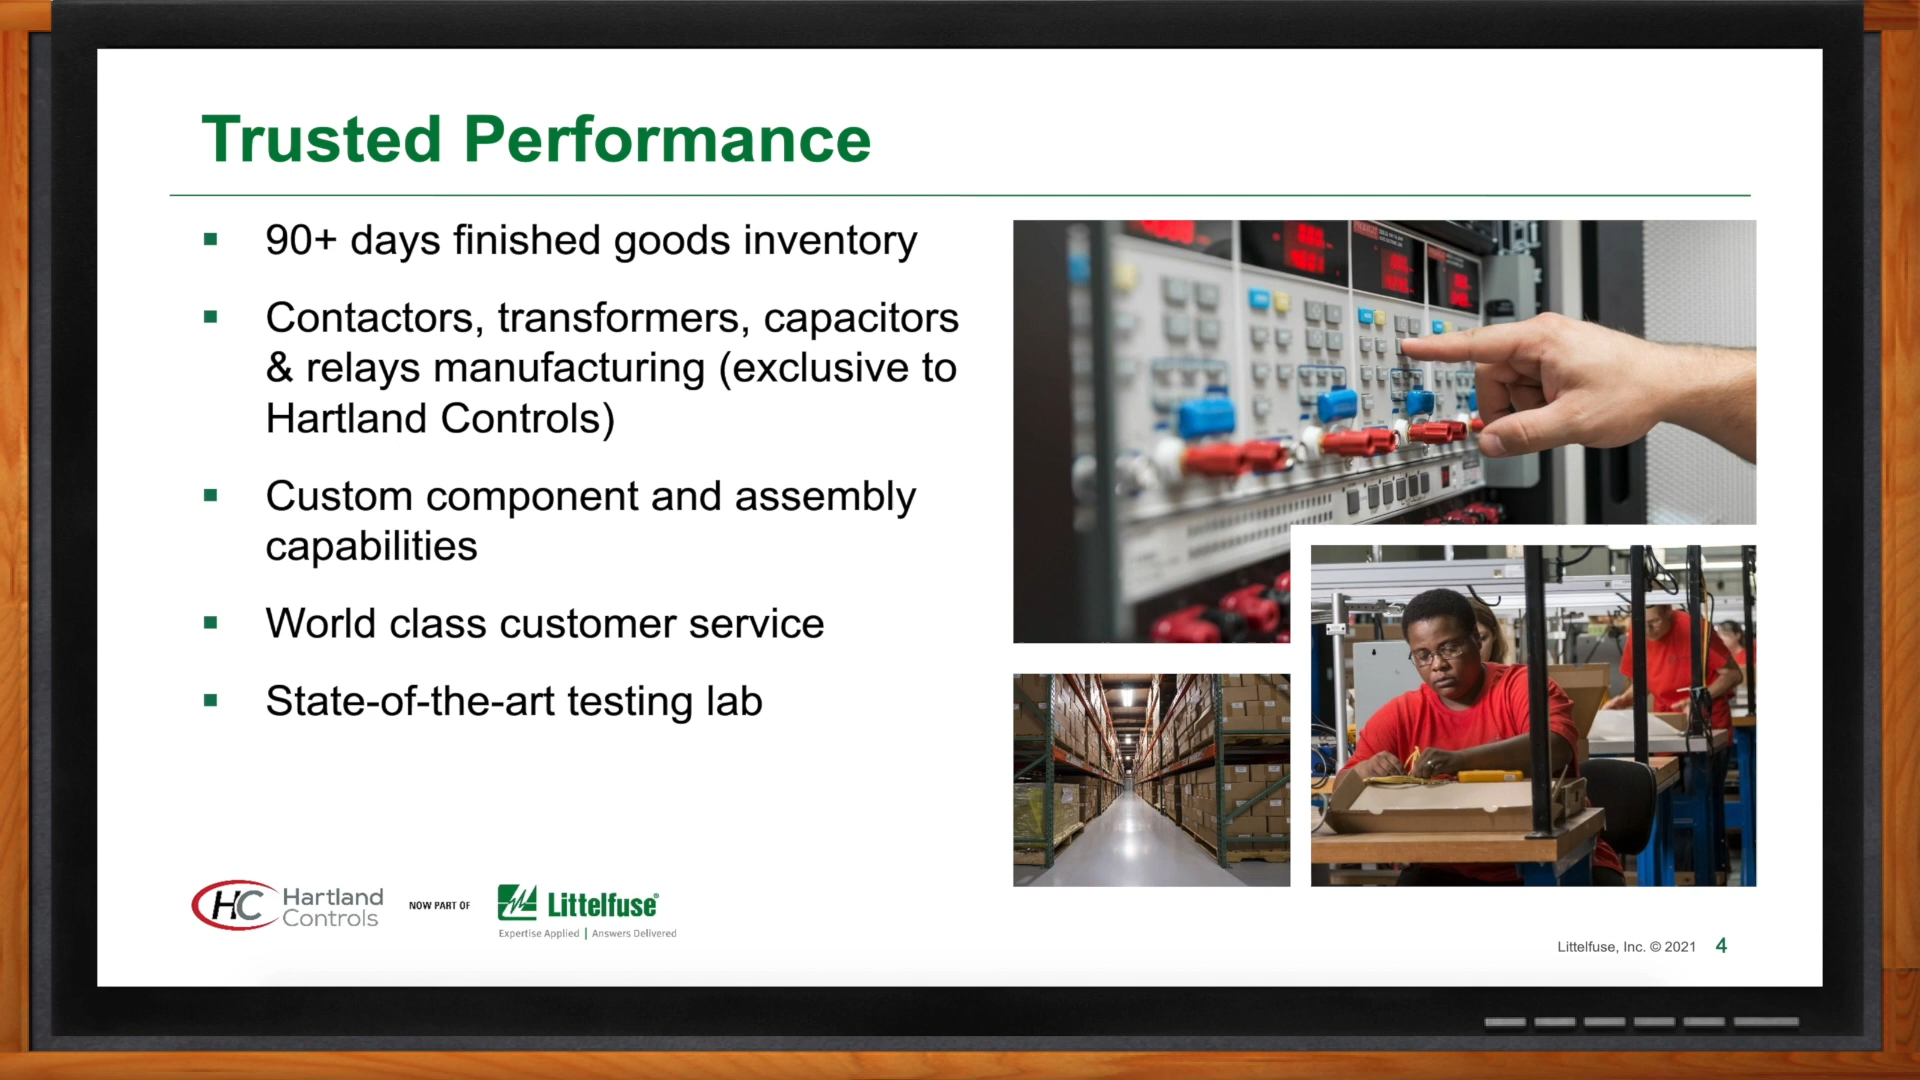 Trusted Performance
90+ days finished goods inventory
Contactors, transformers, capacitors
& relays manufacturing (exclusive to
Hartland Controls)
Custom component and assembly
capabilities
World class customer service
State-of-the-art testing lab
HC Hartland
Controls
NOW PART OF
Littelfuse®
Expertise Applied | Answers Delivered
Littelfuse, Inc. © 2021 4